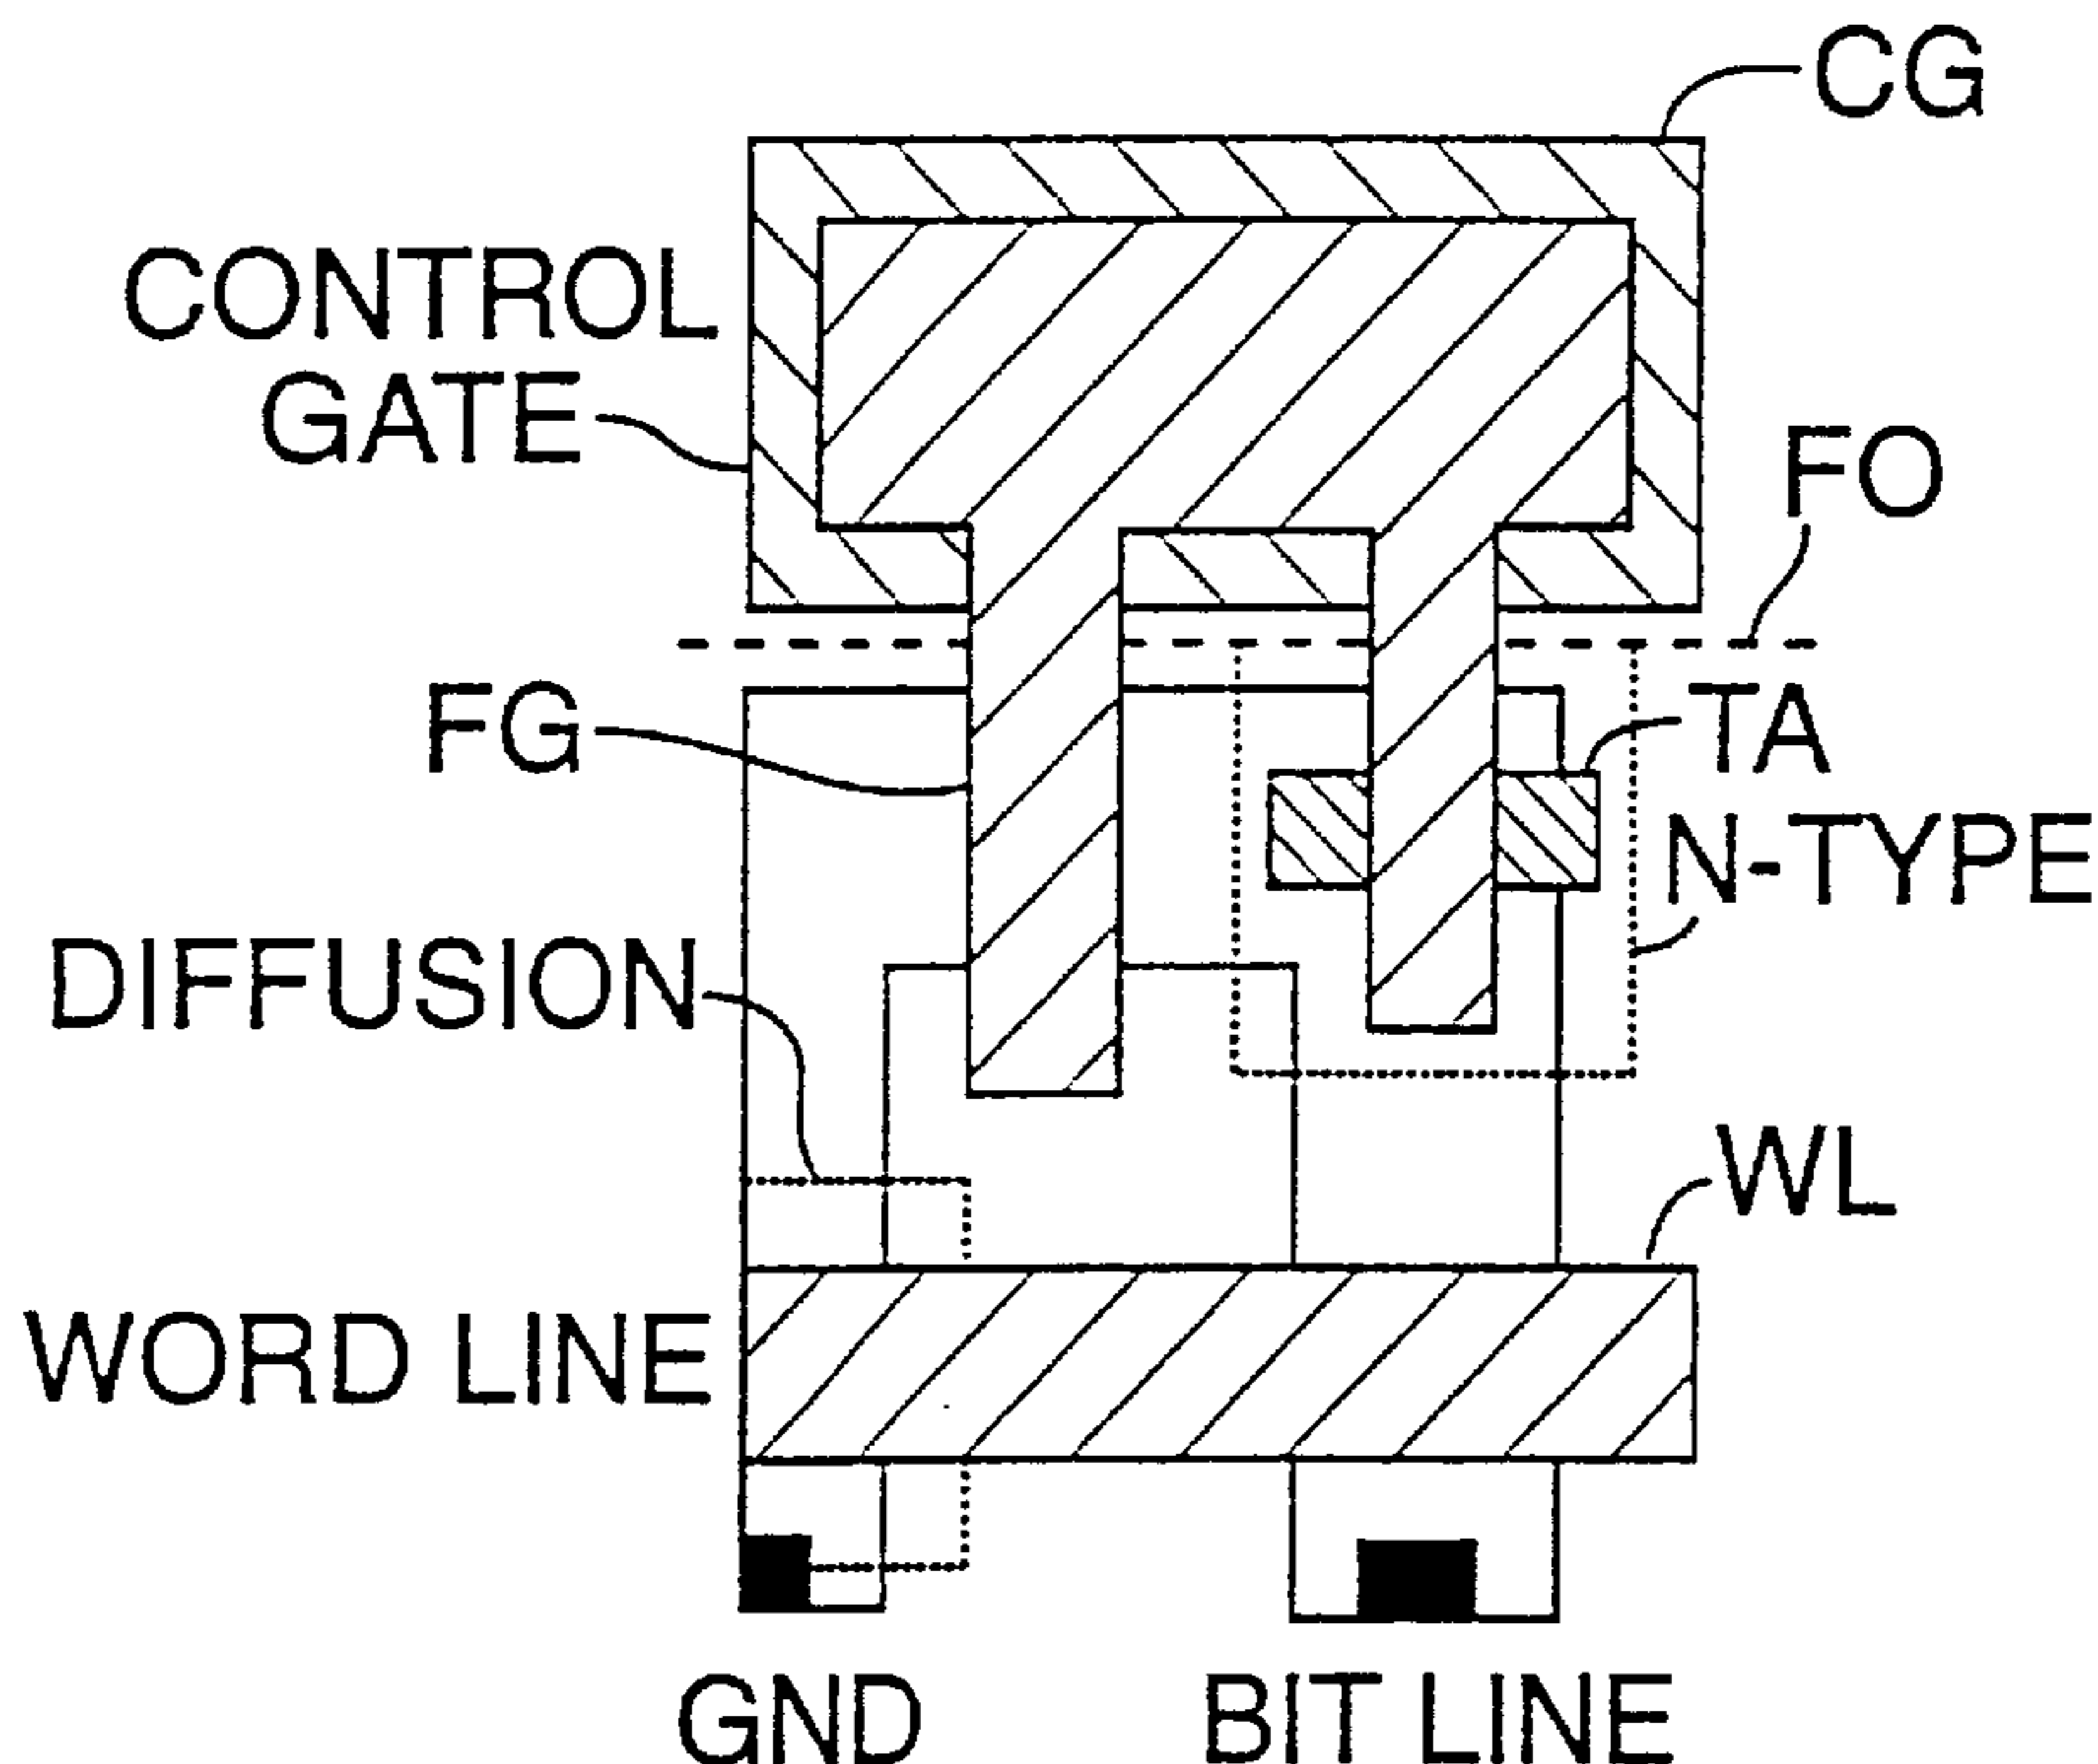 CG
CONTROL
GATE
FO
FG
TA
N-TYPE
DIFFUSION
WL
WORD LINE
GND
BIT LINE